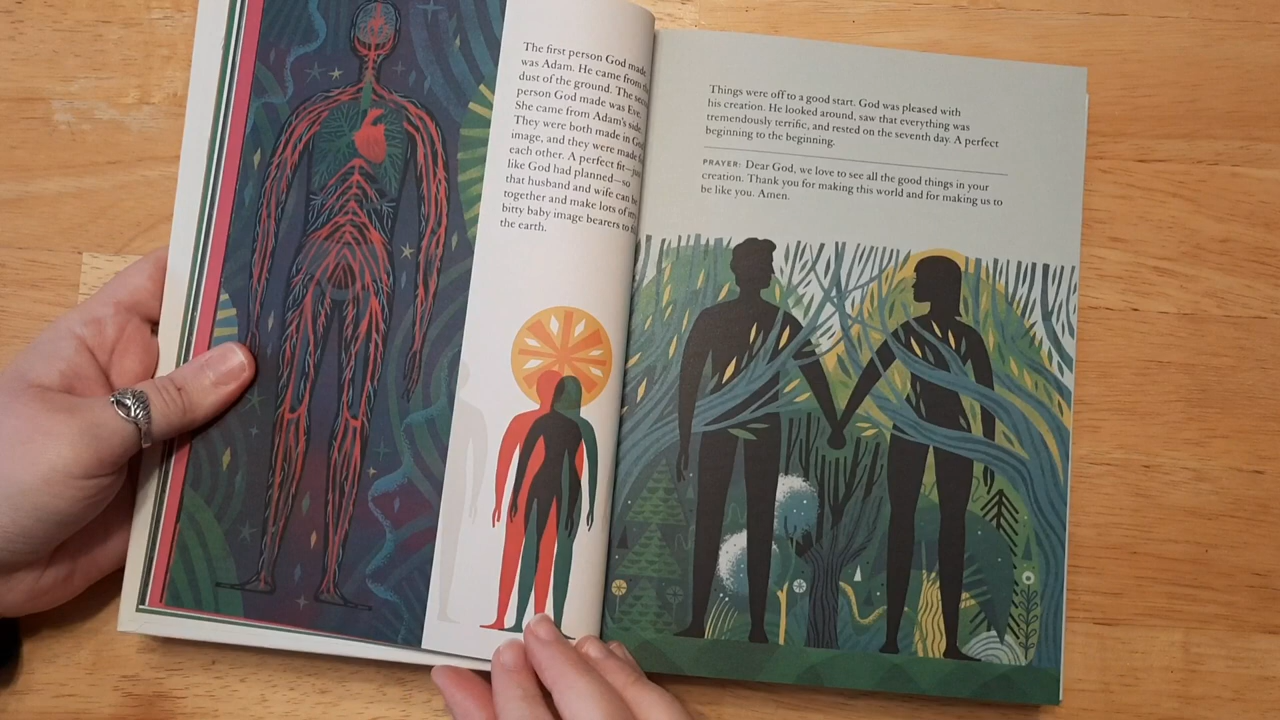 The first person God made
was Adam. He came from
dust of the ground. The
person God made was Eve.
She came from Adam's side.
They were both made in
image, and they were made
each other. A perfect fit—
like God had planned—so
that husband and wife can be
together and make lots of
bitty baby image bearers to
the earth.
Things were off to a good start. God was pleased with
his creation. He looked around, saw that everything was
tremendously terrific, and rested on the seventh day. A perfect
beginning to the beginning.
PRAYER: Dear God, we love to see all the good things in your
creation. Thank you for making this world and for making us to
be like you. Amen.